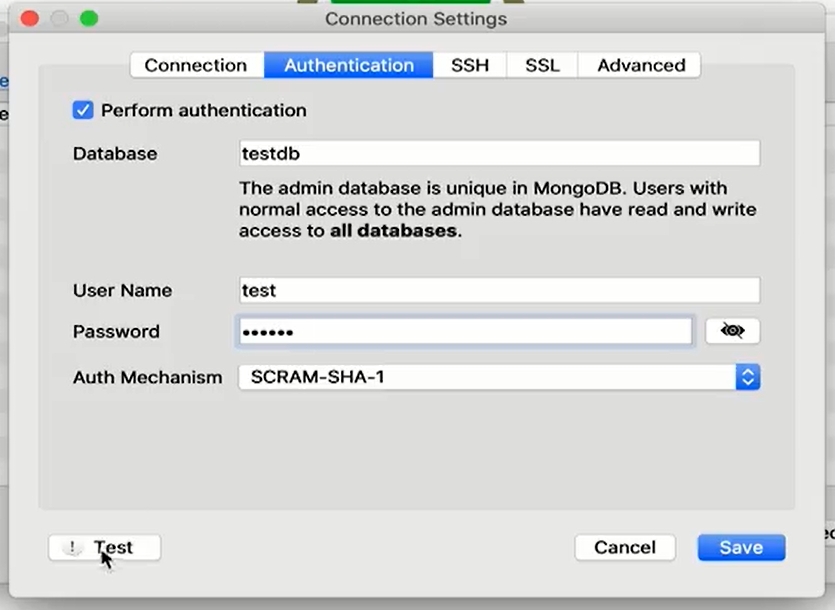 Connection Settings
Connection Authentication SSH SSL Advanced
Perform authentication
Database testdb
The admin database is unique in MongoDB. Users with
normal access to the admin database have read and write
access to all databases.
User Name test
Password ••••••
Auth Mechanism SCRAM-SHA-1
! Test Cancel Save